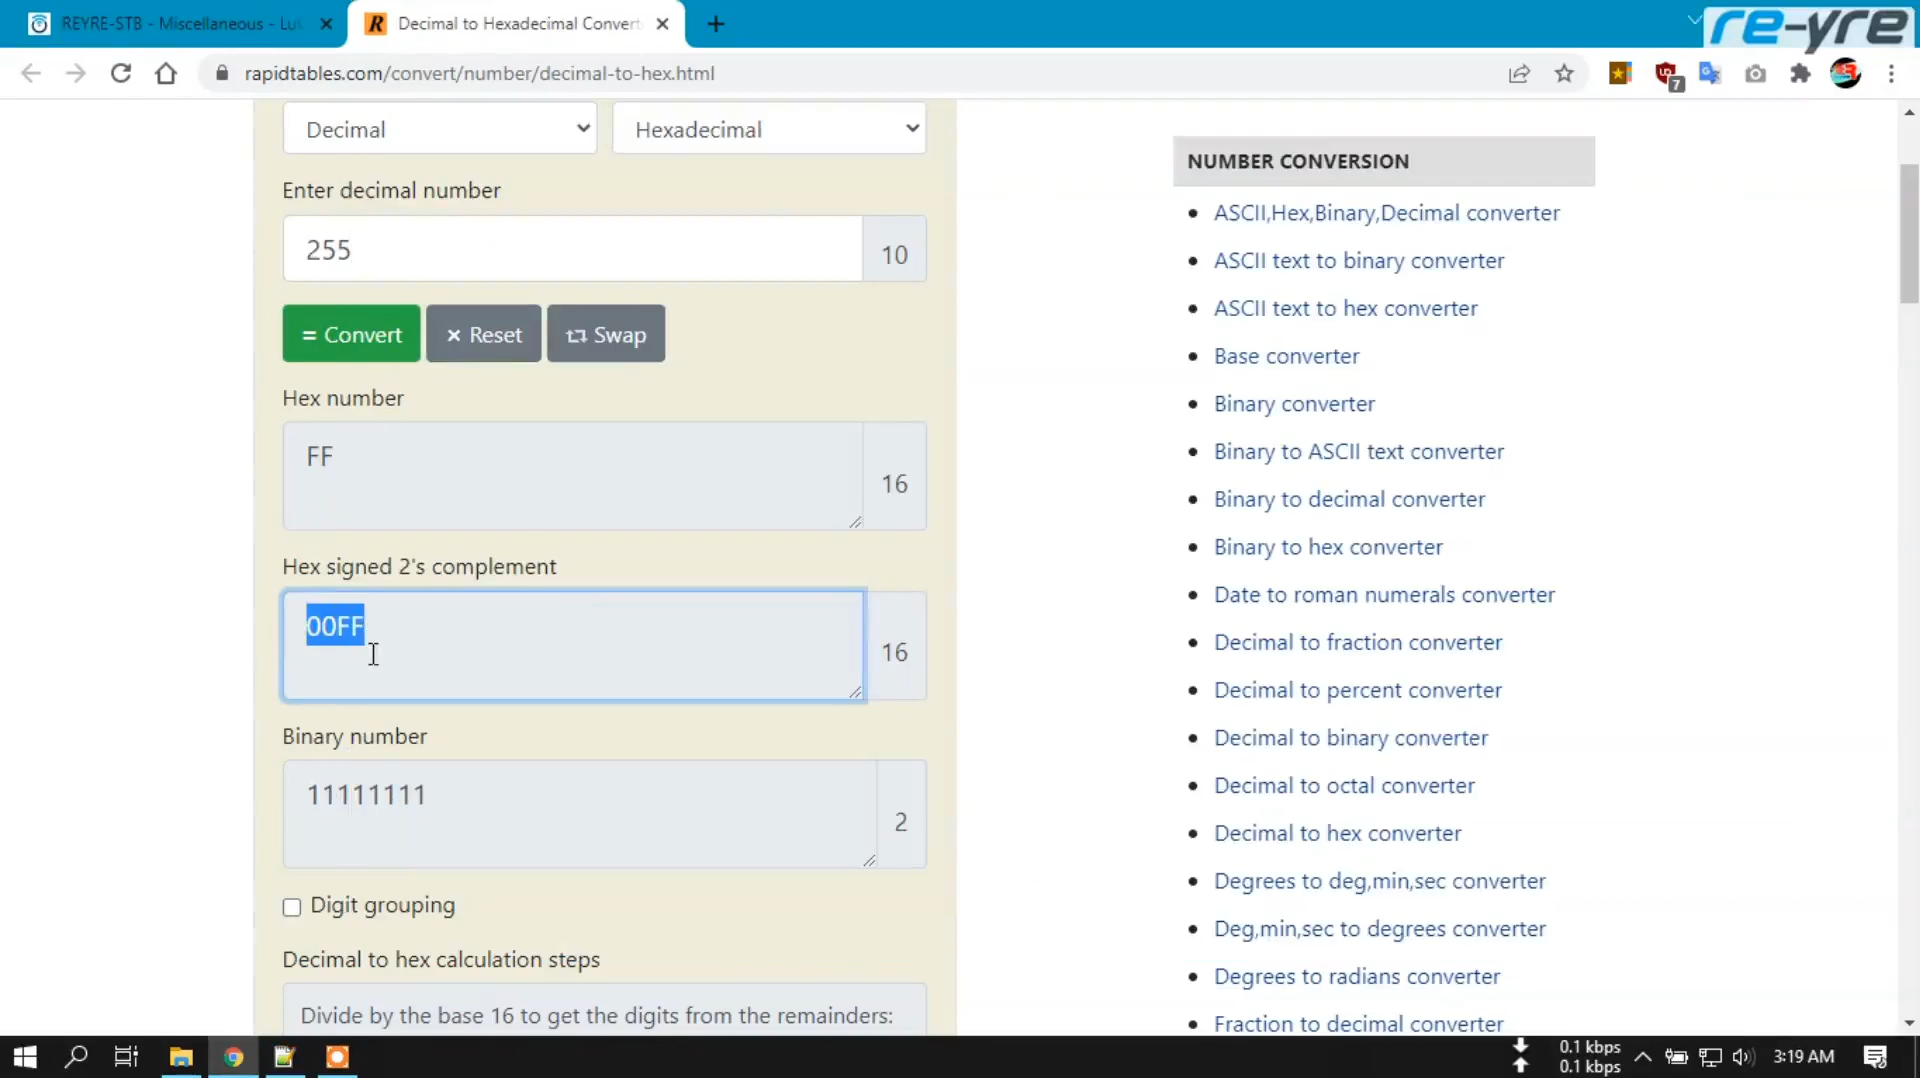 REYRE-STB - Miscellaneous - Lu
Decimal to Hexadecimal Convert
re-yre
rapidtables.com/convert/number/decimal-to-hex.html
7
Decimal
Hexadecimal
Enter decimal number
255
10
= Convert
× Reset
Swap
Hex number
FF
16
Hex signed 2's complement
00FF
16
Binary number
11111111
2
Digit grouping
Decimal to hex calculation steps
Divide by the base 16 to get the digits from the remainders:
NUMBER CONVERSION
ASCII,Hex,Binary,Decimal converter
ASCII text to binary converter
ASCII text to hex converter
Base converter
Binary converter
Binary to ASCII text converter
Binary to decimal converter
Binary to hex converter
Date to roman numerals converter
Decimal to fraction converter
Decimal to percent converter
Decimal to binary converter
Decimal to octal converter
Decimal to hex converter
Degrees to deg,min,sec converter
Deg,min,sec to degrees converter
Degrees to radians converter
Fraction to decimal converter
0.1 kbps
0.1 kbps
3:19 AM